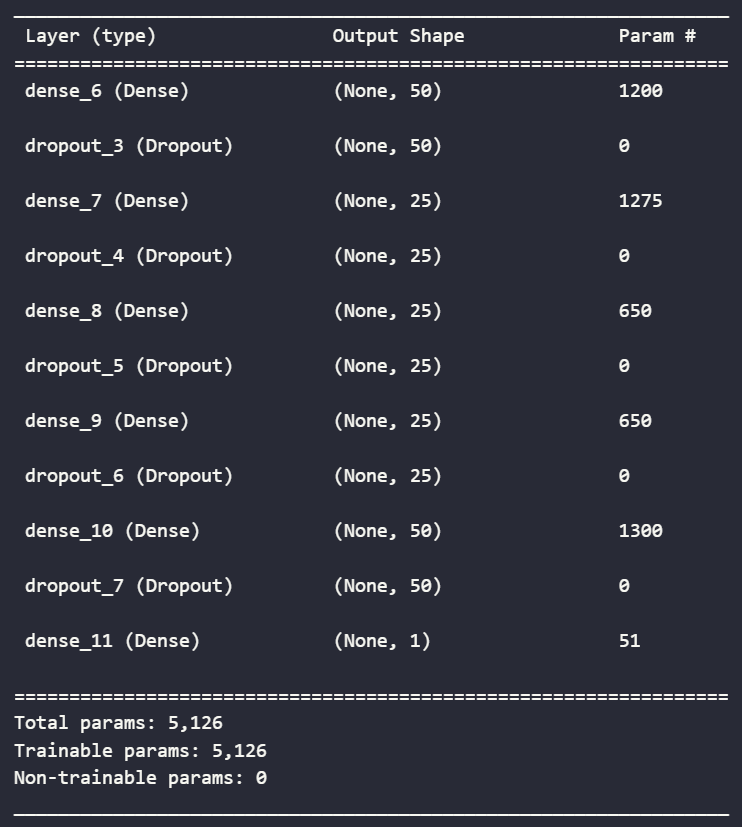 Layer (type) Output Shape Param #
=================================================================
dense_6 (Dense) (None, 50) 1200
dropout_3 (Dropout) (None, 50) 0
dense_7 (Dense) (None, 25) 1275
dropout_4 (Dropout) (None, 25) 0
dense_8 (Dense) (None, 25) 650
dropout_5 (Dropout) (None, 25) 0
dense_9 (Dense) (None, 25) 650
dropout_6 (Dropout) (None, 25) 0
dense_10 (Dense) (None, 50) 1300
dropout_7 (Dropout) (None, 50) 0
dense_11 (Dense) (None, 1) 51
=================================================================
Total params: 5,126
Trainable params: 5,126
Non-trainable params: 0